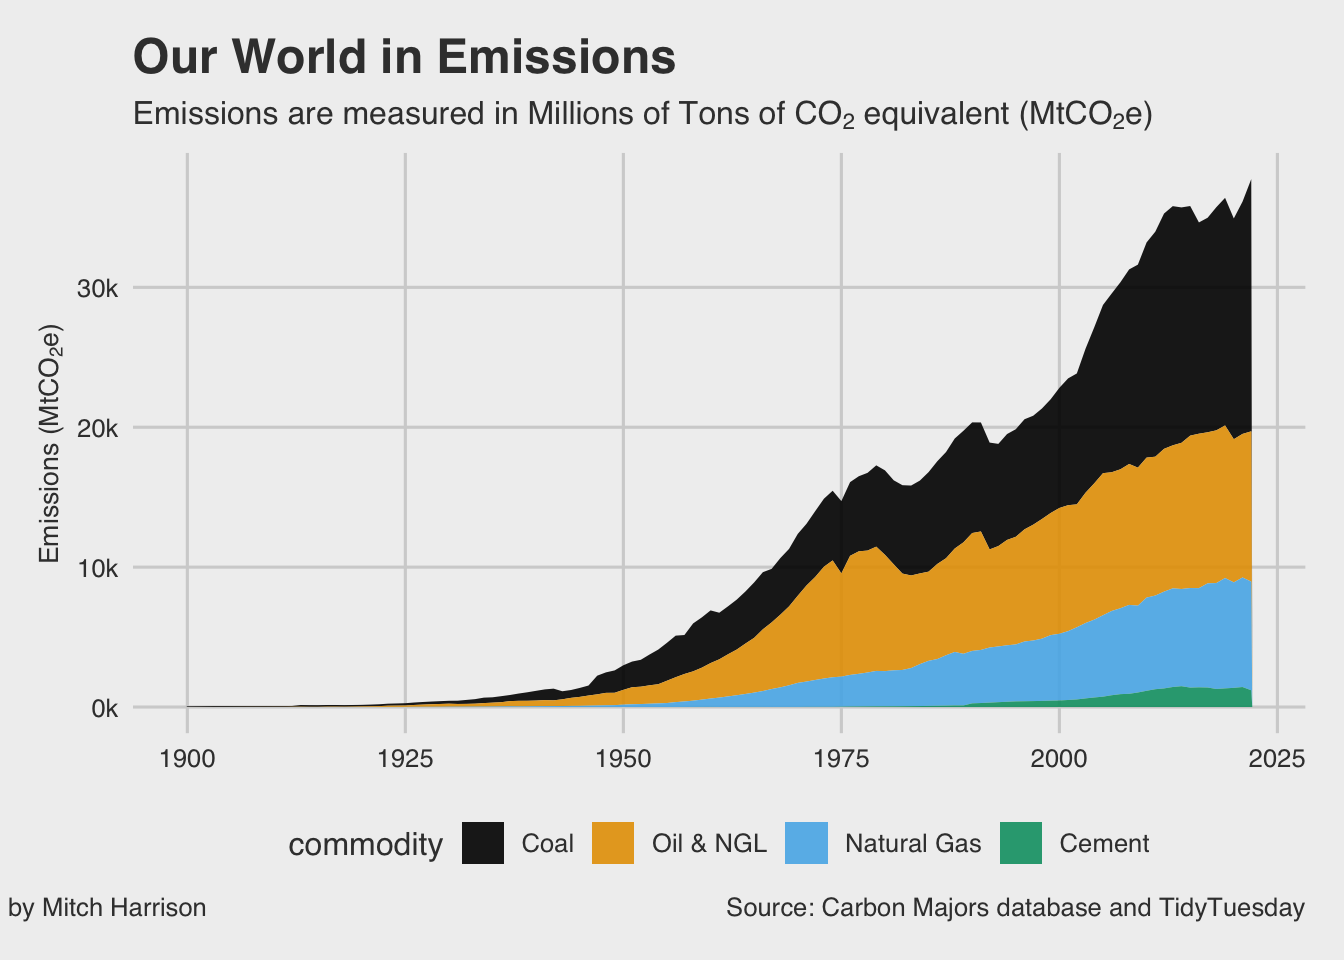 Our World in Emissions
Emissions are measured in Millions of Tons of CO₂ equivalent (MtCO₂e)
Emissions (MtCO₂e)
30k
20k
10k
0k
1900 1925 1950 1975 2000 2025
commodity Coal Oil & NGL Natural Gas Cement
by Mitch Harrison
Source: Carbon Majors database and TidyTuesday